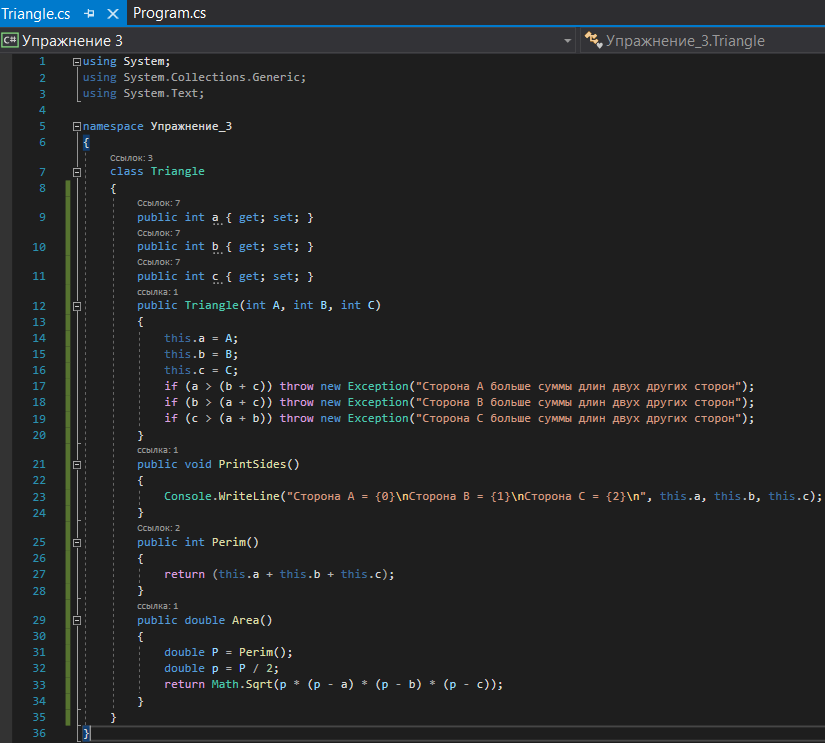 Triangle.cs Program.cs
C# Упражнение 3 Упражнение_3.Triangle
1 using System;
2 using System.Collections.Generic;
3 using System.Text;
4
5 namespace Упражнение_3
6 {
Ссылок: 3
7 class Triangle
8 {
Ссылок: 7
9 public int a { get; set; }
Ссылок: 7
10 public int b { get; set; }
Ссылок: 7
11 public int c { get; set; }
ссылка: 1
12 public Triangle(int A, int B, int C)
13 {
14 this.a = A;
15 this.b = B;
16 this.c = C;
17 if (a > (b + c)) throw new Exception("Сторона А больше суммы длин двух других сторон");
18 if (b > (a + c)) throw new Exception("Сторона В больше суммы длин двух других сторон");
19 if (c > (a + b)) throw new Exception("Сторона С больше суммы длин двух других сторон");
20 }
ссылка: 1
21 public void PrintSides()
22 {
23 Console.WriteLine("Сторона A = {0}\nСторона B = {1}\nСторона C = {2}\n", this.a, this.b, this.c);
24 }
Ссылок: 2
25 public int Perim()
26 {
27 return (this.a + this.b + this.c);
28 }
ссылка: 1
29 public double Area()
30 {
31 double P = Perim();
32 double p = P / 2;
33 return Math.Sqrt(p * (p - a) * (p - b) * (p - c));
34 }
35 }
36 }